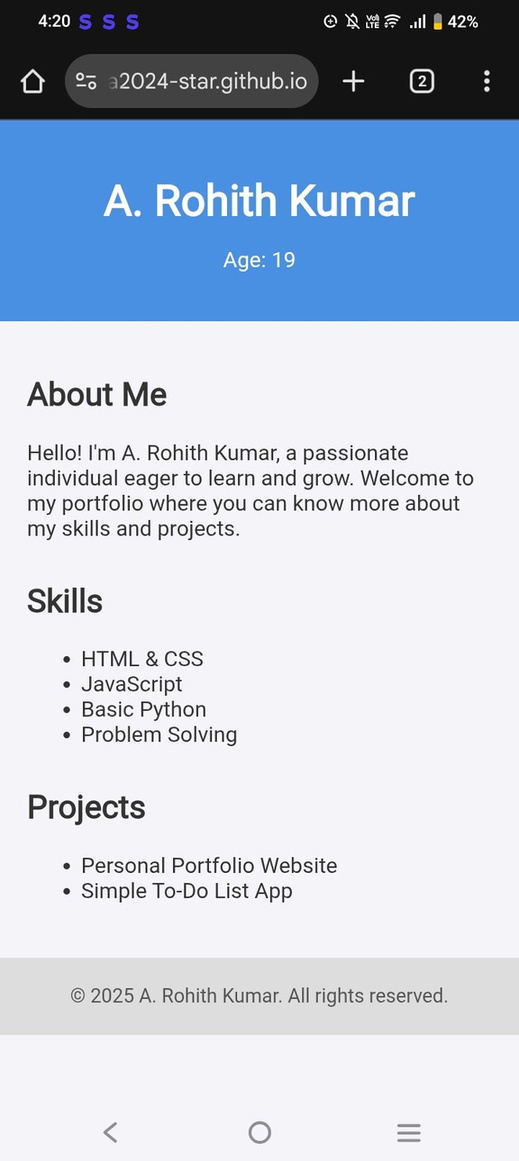 4:20 S S S Vol LTE 42%
a2024-star.github.io 2
A. Rohith Kumar
Age: 19
About Me
Hello! I'm A. Rohith Kumar, a passionate
individual eager to learn and grow. Welcome to
my portfolio where you can know more about
my skills and projects.
Skills
• HTML & CSS
• JavaScript
• Basic Python
• Problem Solving
Projects
• Personal Portfolio Website
• Simple To-Do List App
© 2025 A. Rohith Kumar. All rights reserved.